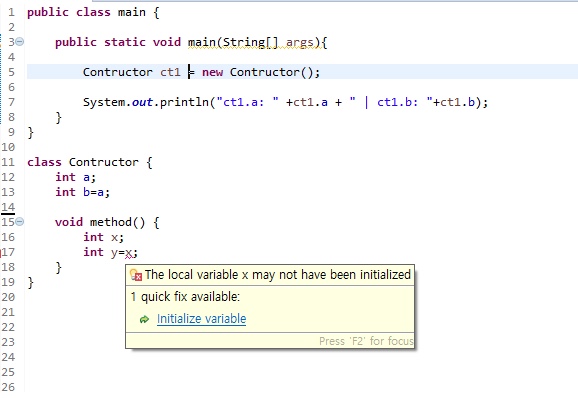 1 public class main {
2
3 public static void main(String[] args){
4
5 Contructor ct1 = new Contructor();
6
7 System.out.println("ct1.a: " +ct1.a + " | ct1.b: "+ct1.b);
8 }
9 }
10
11 class Contructor {
12 int a;
13 int b=a;
14
15 void method() {
16 int x;
17 int y=x;
18 }
19 }
The local variable x may not have been initialized
20
1 quick fix available:
21
Initialize variable
22
23
Press 'F2' for focus
24
25
26